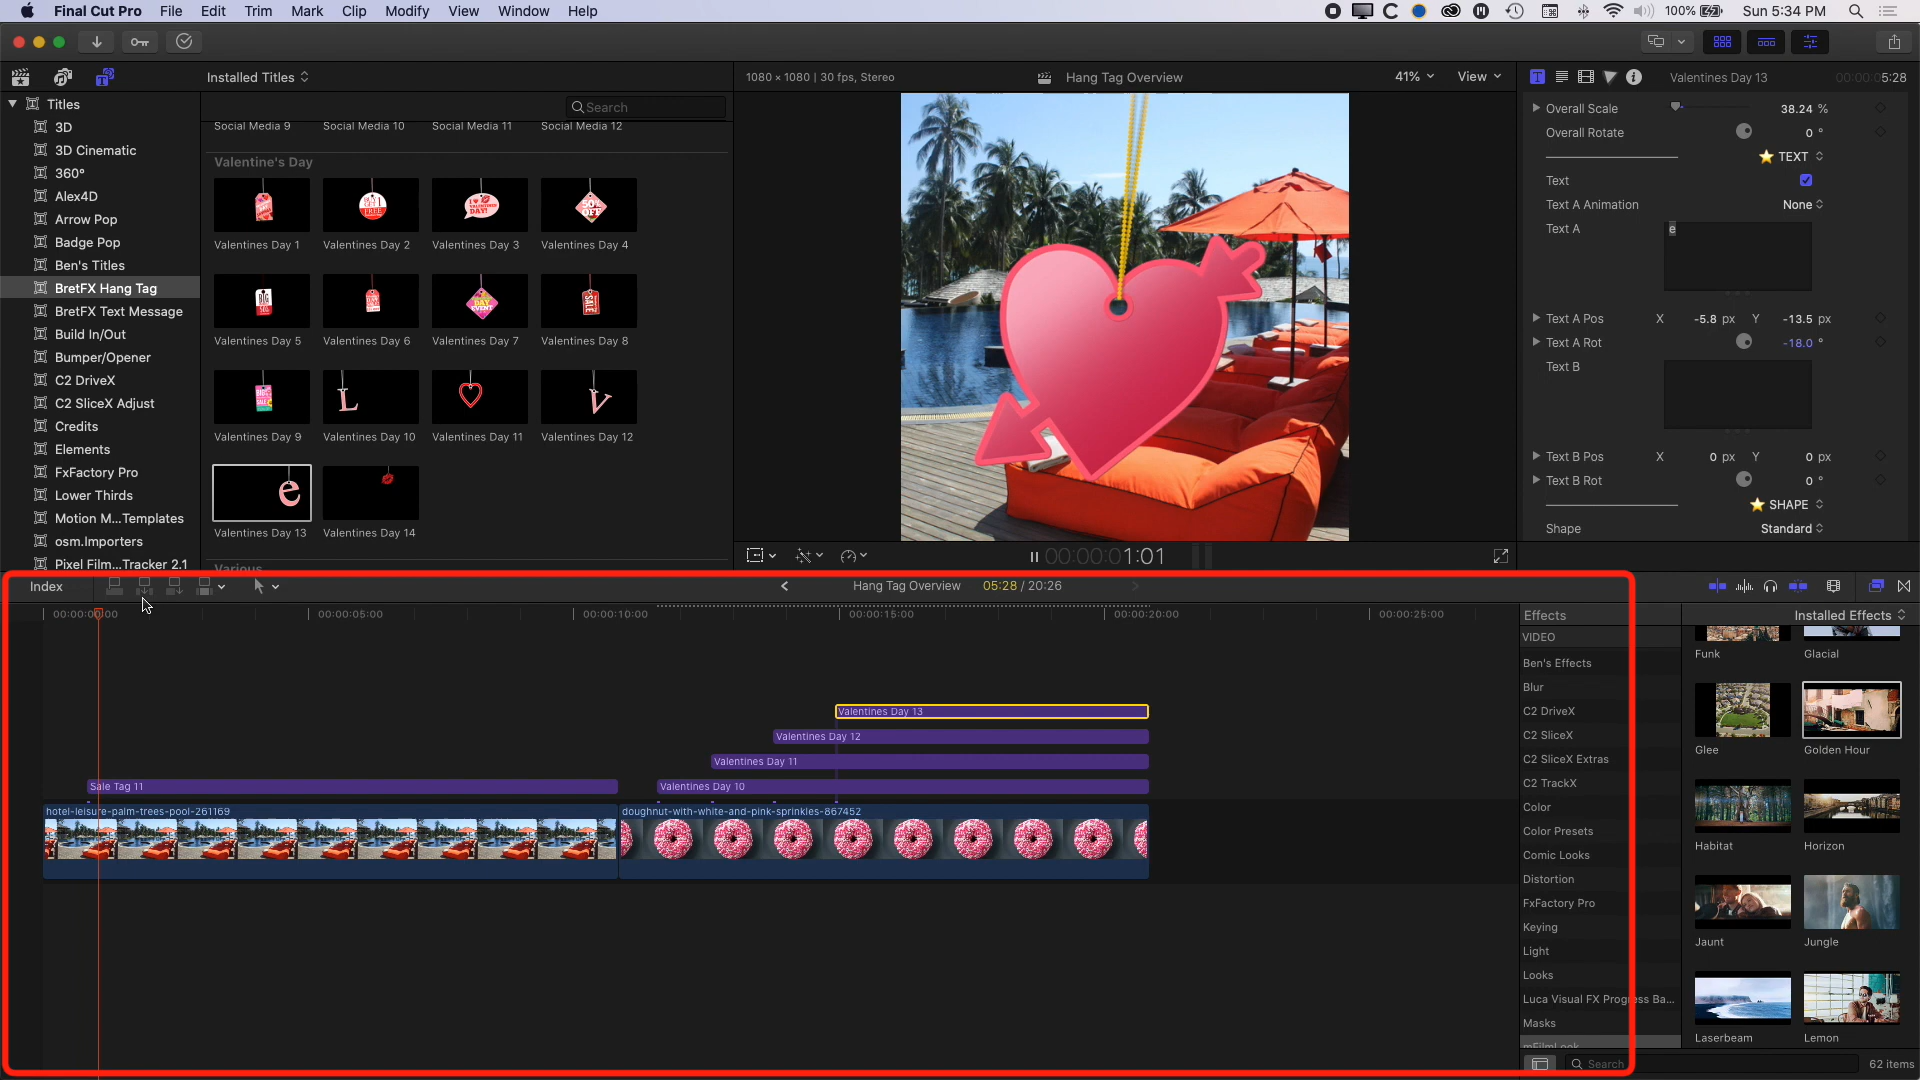 Final Cut Pro File Edit Trim Mark Clip Modify View Window Help 100% Sun 5:34 PM
Installed Titles
1080 × 1080 | 30 fps, Stereo Hang Tag Overview 41% View
Valentines Day 13 00:00:05:28
Titles
3D
3D Cinematic
360°
Alex4D
Arrow Pop
Badge Pop
Ben's Titles
BretFX Hang Tag
BretFX Text Message
Build In/Out
Bumper/Opener
C2 DriveX
C2 SliceX Adjust
Credits
Elements
FxFactory Pro
Lower Thirds
Motion M...Templates
osm.Importers
Pixel Film...Tracker 2.1
Search
Social Media 9 Social Media 10 Social Media 11 Social Media 12
Valentine's Day
Valentines Day 1 Valentines Day 2 Valentines Day 3 Valentines Day 4
Valentines Day 5 Valentines Day 6 Valentines Day 7 Valentines Day 8
L V
Valentines Day 9 Valentines Day 10 Valentines Day 11 Valentines Day 12
e
Valentines Day 13 Valentines Day 14
Various
00:00:00:01:01
Overall Scale 38.24 %
Overall Rotate 0 °
TEXT
Text
Text A Animation None
Text A e
Text A Pos X -5.8 px Y -13.5 px
Text A Rot -18.0 °
Text B
Text B Pos X 0 px Y 0 px
Text B Rot 0 °
SHAPE
Shape Standard
Index Hang Tag Overview 05:28 / 20:26
00:00:00:00 00:00:05:00 00:00:10:00 00:00:15:00 00:00:20:00 00:00:25:00
Valentines Day 13
Valentines Day 12
Valentines Day 11
Sale Tag 11 Valentines Day 10
hotel-leisure-palm-trees-pool-261169 doughnut-with-white-and-pink-sprinkles-867452
Effects
VIDEO
Ben's Effects
Blur
C2 DriveX
C2 SliceX
C2 SliceX Extras
C2 TrackX
Color
Color Presets
Comic Looks
Distortion
FxFactory Pro
Keying
Light
Looks
Luca Visual FX Progress Ba...
Masks
mFilmLook
Installed Effects
Funk Glacial
Glee Golden Hour
Habitat Horizon
Jaunt Jungle
Laserbeam Lemon
Search 62 items